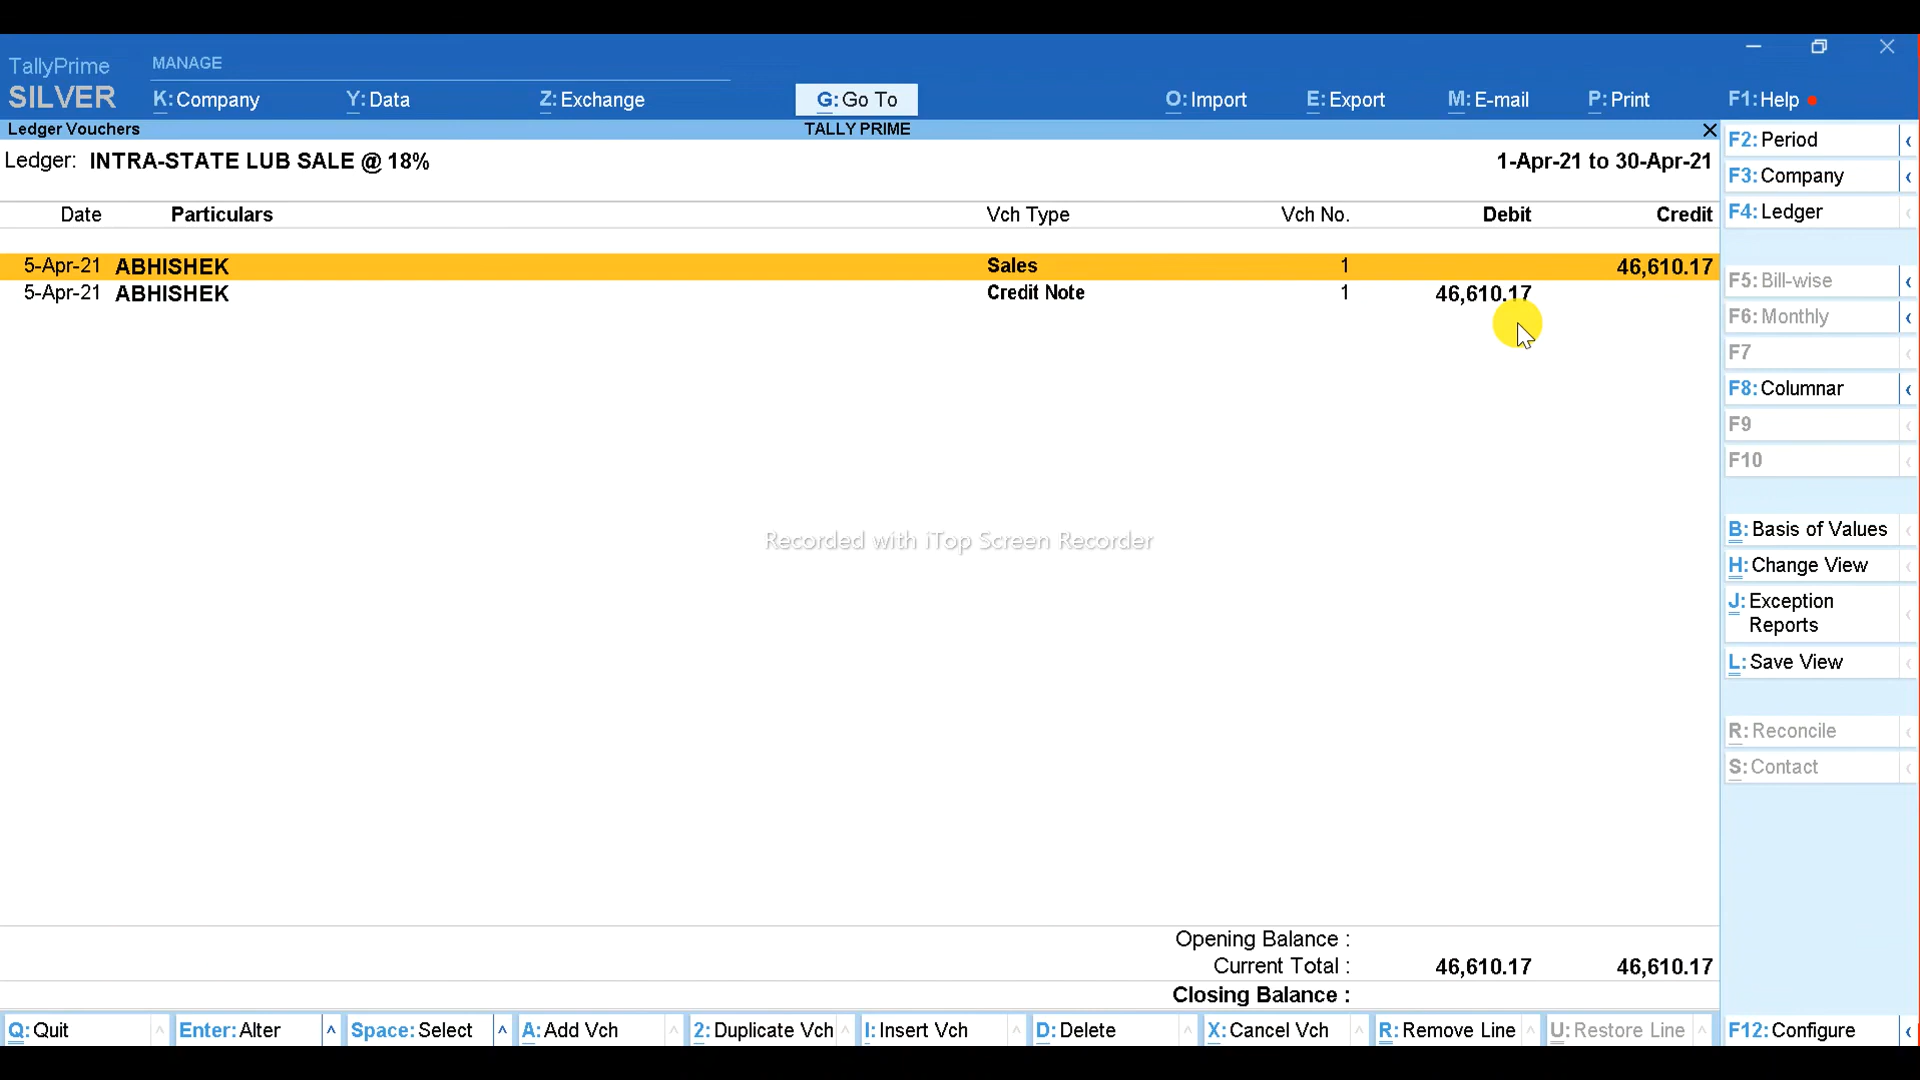 TallyPrime
SILVER
MANAGE
K:Company Y:Data Z:Exchange G:Go To O:Import E:Export M:E-mail P:Print F1:Help
Ledger Vouchers TALLY PRIME
Ledger: INTRA-STATE LUB SALE @ 18% 1-Apr-21 to 30-Apr-21
Date Particulars Vch Type Vch No. Debit Credit
5-Apr-21 ABHISHEK Sales 1 46,610.17
5-Apr-21 ABHISHEK Credit Note 1 46,610.17
Recorded with iTop Screen Recorder
Opening Balance :
Current Total : 46,610.17 46,610.17
Closing Balance :
F2:Period
F3:Company
F4:Ledger
F5:Bill-wise
F6:Monthly
F7
F8:Columnar
F9
F10
B:Basis of Values
H:Change View
J:Exception
Reports
L:Save View
R:Reconcile
S:Contact
Q:Quit Enter:Alter Space:Select A:Add Vch 2:Duplicate Vch I:Insert Vch D:Delete X:Cancel Vch R:Remove Line U:Restore Line F12:Configure